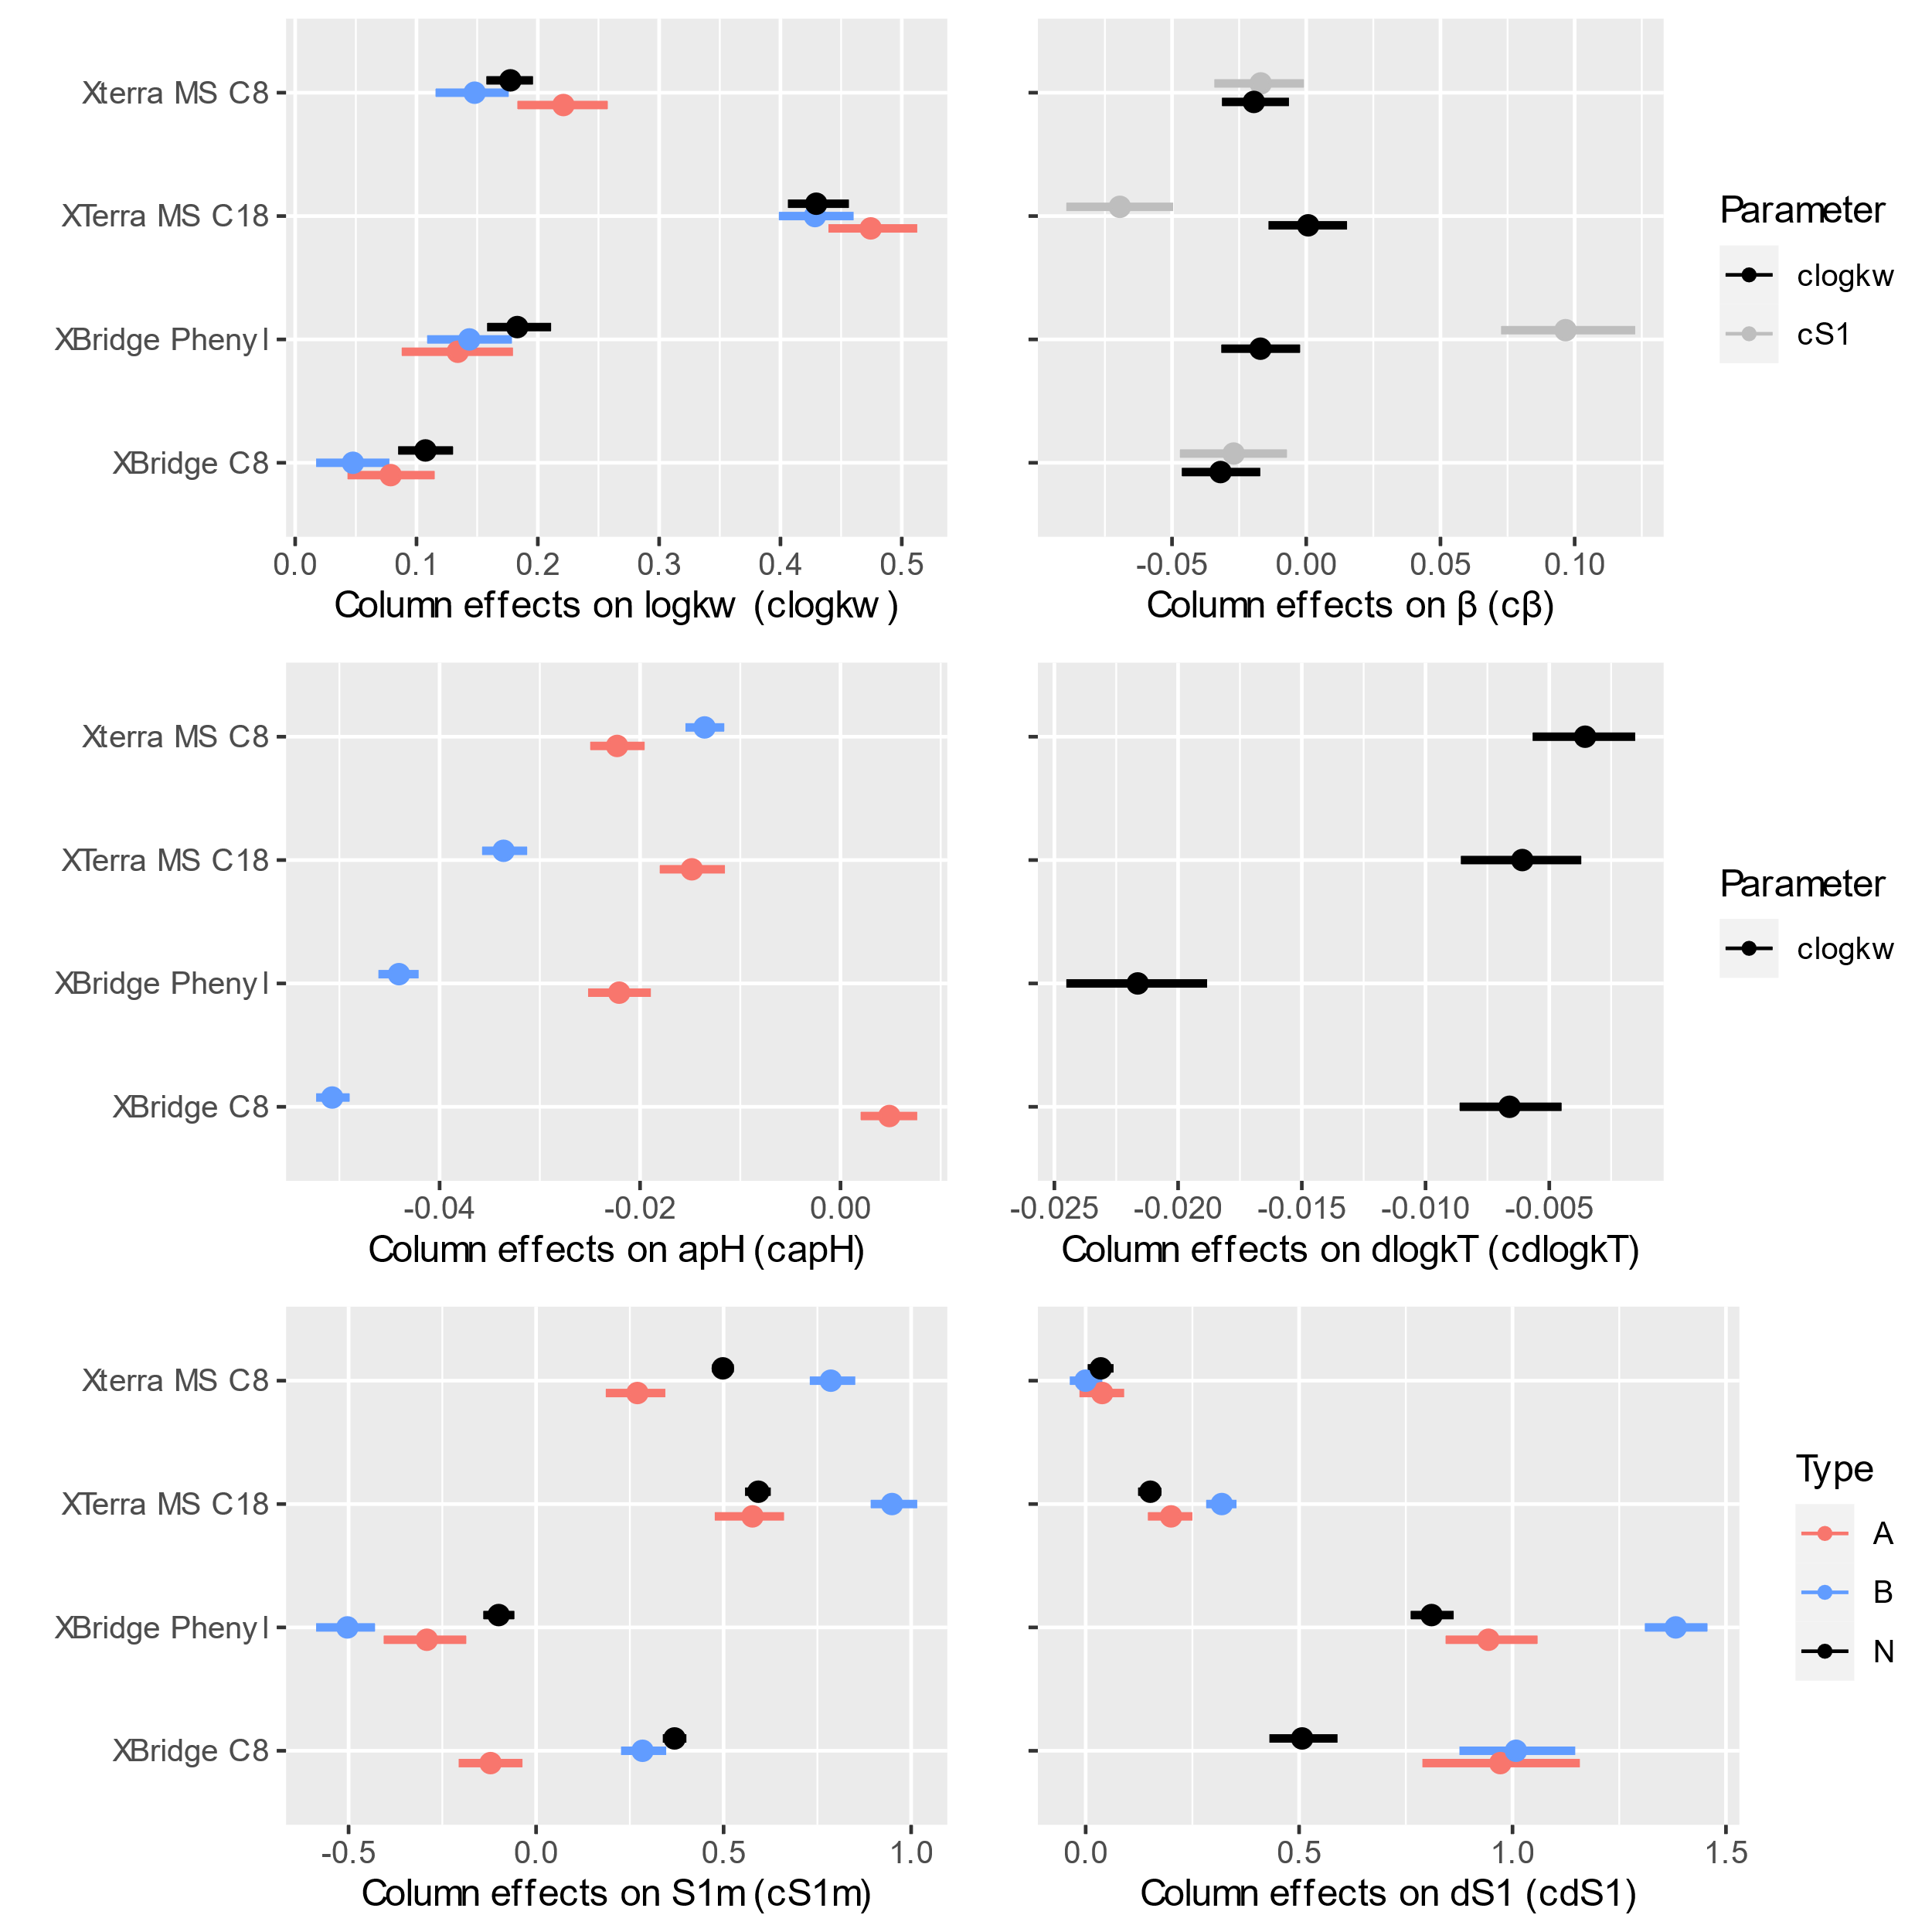 Xterra MS C8
XTerra MS C18
XBridge Phenyl
XBridge C8
0.0 0.1 0.2 0.3 0.4 0.5
Column effects on logkw (clogkw)
-0.05 0.00 0.05 0.10
Column effects on β (cβ)
Parameter
clogkw
cS1
Xterra MS C8
XTerra MS C18
XBridge Phenyl
XBridge C8
-0.04 -0.02 0.00
Column effects on apH (capH)
-0.025 -0.020 -0.015 -0.010 -0.005
Column effects on dlogkT (cdlogkT)
Parameter
clogkw
Xterra MS C8
XTerra MS C18
XBridge Phenyl
XBridge C8
-0.5 0.0 0.5 1.0
Column effects on S1m (cS1m)
0.0 0.5 1.0 1.5
Column effects on dS1 (cdS1)
Type
A
B
N